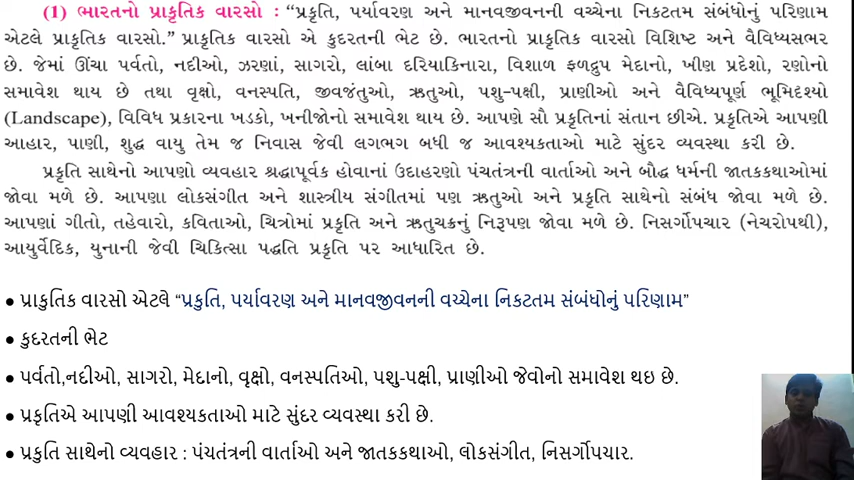 (1) ભારતનો પ્રાકૃતિક વારસો : “પ્રકૃતિ, પર્યાવરણ અને માનવજીવનની વચ્ચેના નિકટતમ સંબંધોનું પરિણામ
એટલે પ્રાકૃતિક વારસો.” પ્રાકૃતિક વારસો એ કુદરતની ભેટ છે. ભારતનો પ્રાકૃતિક વારસો વિશિષ્ટ અને વૈવિધ્યસભર
છે. જેમાં ઊંચા પર્વતો, નદીઓ, ઝરણાં, સાગરો, લાંબા દરિયાકિનારા, વિશાળ ફળદ્રુપ મેદાનો, ખીણ પ્રદેશો, રણોનો
સમાવેશ થાય છે તથા વૃક્ષો, વનસ્પતિ, જીવજંતુઓ, ઋતુઓ, પશુ-પક્ષી, પ્રાણીઓ અને વૈવિધ્યપૂર્ણ ભૂમિદૃશ્યો
(Landscape), વિવિધ પ્રકારના ખડકો, ખનીજોનો સમાવેશ થાય છે. આપણે સૌ પ્રકૃતિનાં સંતાન છીએ. પ્રકૃતિએ આપણી
આહાર, પાણી, શુદ્ધ વાયુ તેમ જ નિવાસ જેવી લગભગ બધી જ આવશ્યકતાઓ માટે સુંદર વ્યવસ્થા કરી છે.
પ્રકૃતિ સાથેનો આપણો વ્યવહાર શ્રદ્ધાપૂર્વક હોવાનાં ઉદાહરણો પંચતંત્રની વાર્તાઓ અને બૌદ્ધ ધર્મની જાતકકથાઓમાં
જોવા મળે છે. આપણા લોકસંગીત અને શાસ્ત્રીય સંગીતમાં પણ ઋતુઓ અને પ્રકૃતિ સાથેનો સંબંધ જોવા મળે છે.
આપણાં ગીતો, તહેવારો, કવિતાઓ, ચિત્રોમાં પ્રકૃતિ અને ઋતુચક્રનું નિરૂપણ જોવા મળે છે. નિસર્ગોપચાર (નેચરોપથી),
આયુર્વેદિક, યુનાની જેવી ચિકિત્સા પદ્ધતિ પ્રકૃતિ પર આધારિત છે.
• પ્રાકૃતિક વારસો એટલે “પ્રકૃતિ, પર્યાવરણ અને માનવજીવનની વચ્ચેના નિકટતમ સંબંધોનું પરિણામ”
• કુદરતની ભેટ
• પર્વતો,નદીઓ, સાગરો, મેદાનો, વૃક્ષો, વનસ્પતિઓ, પશુ-પક્ષી, પ્રાણીઓ જેવોનો સમાવેશ થઇ છે.
• પ્રકૃતિએ આપણી આવશ્યકતાઓ માટે સુંદર વ્યવસ્થા કરી છે.
• પ્રકૃતિ સાથેનો વ્યવહાર : પંચતંત્રની વાર્તાઓ અને જાતકકથાઓ, લોકસંગીત, નિસર્ગોપચાર.